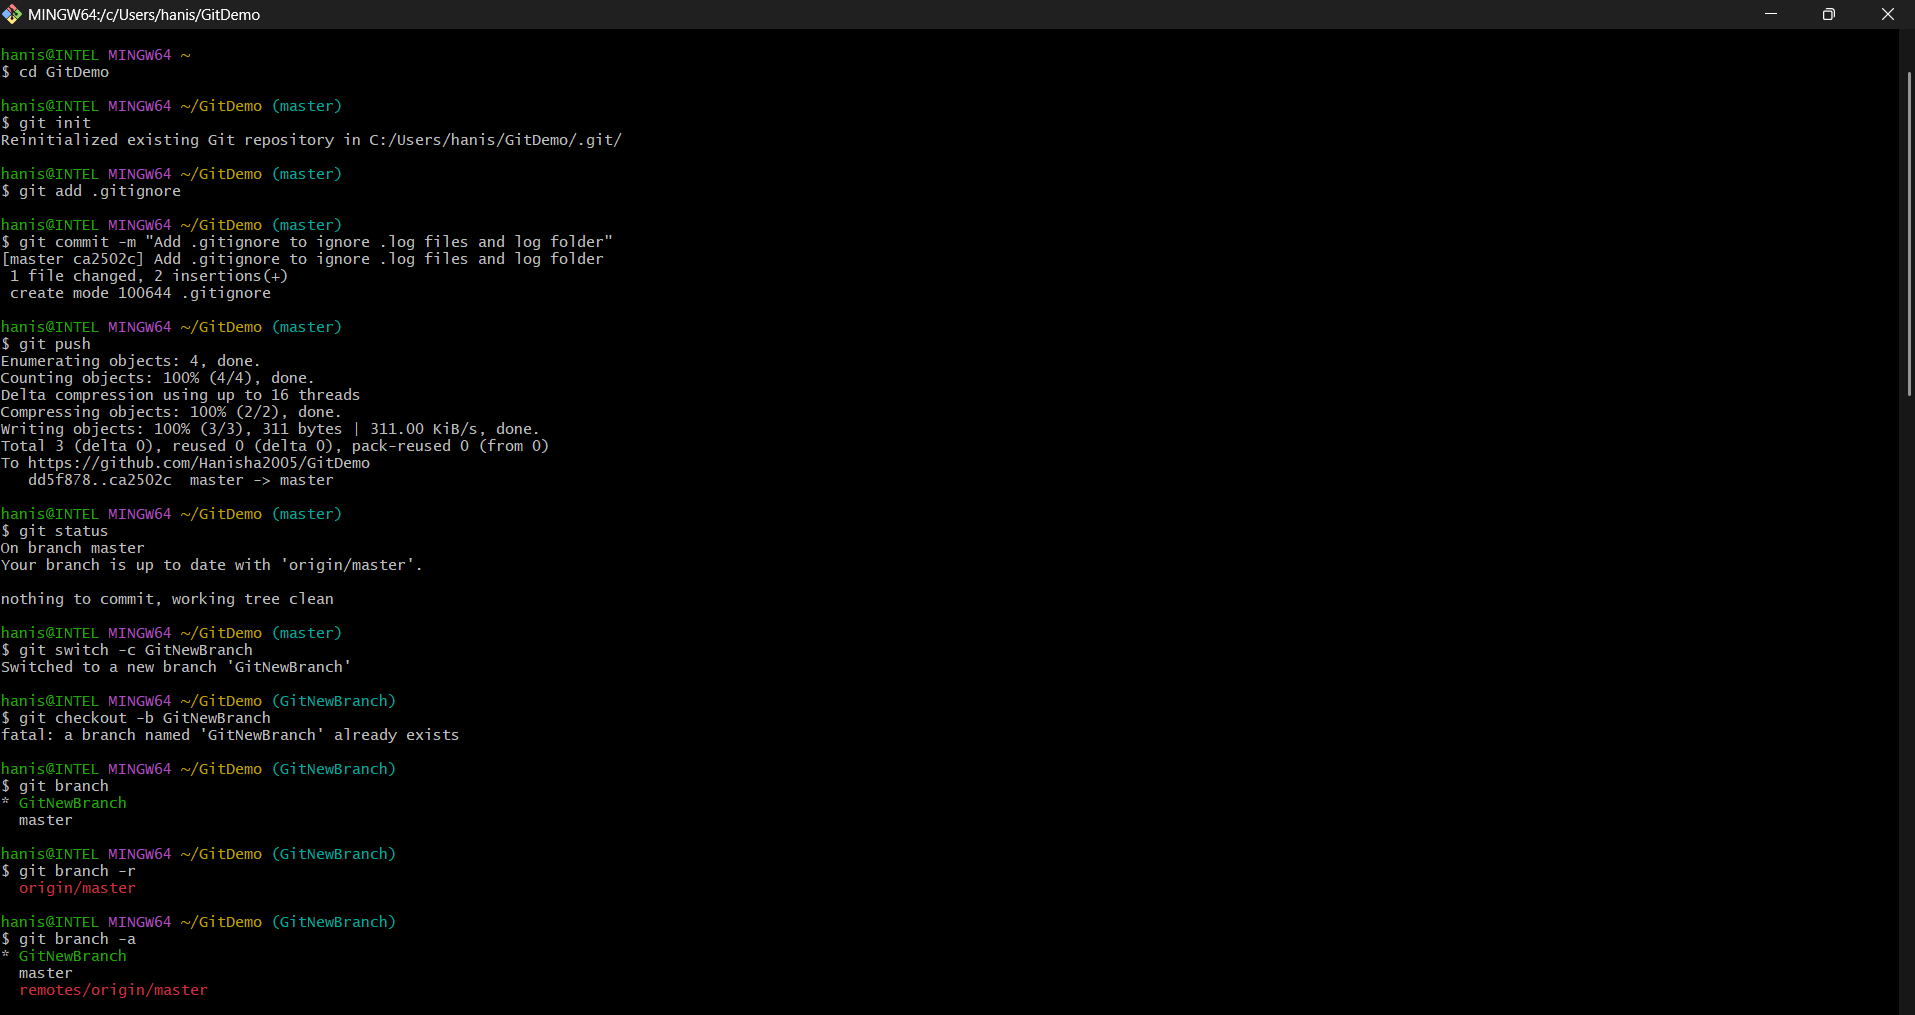 MINGW64:/c/Users/hanis/GitDemo
hanis@INTEL MINGW64 ~
$ cd GitDemo
hanis@INTEL MINGW64 ~/GitDemo (master)
$ git init
Reinitialized existing Git repository in C:/Users/hanis/GitDemo/.git/
hanis@INTEL MINGW64 ~/GitDemo (master)
$ git add .gitignore
hanis@INTEL MINGW64 ~/GitDemo (master)
$ git commit -m "Add .gitignore to ignore .log files and log folder"
[master ca2502c] Add .gitignore to ignore .log files and log folder
 1 file changed, 2 insertions(+)
 create mode 100644 .gitignore
hanis@INTEL MINGW64 ~/GitDemo (master)
$ git push
Enumerating objects: 4, done.
Counting objects: 100% (4/4), done.
Delta compression using up to 16 threads
Compressing objects: 100% (2/2), done.
Writing objects: 100% (3/3), 311 bytes | 311.00 KiB/s, done.
Total 3 (delta 0), reused 0 (delta 0), pack-reused 0 (from 0)
To https://github.com/Hanisha2005/GitDemo
   dd5f878..ca2502c  master -> master
hanis@INTEL MINGW64 ~/GitDemo (master)
$ git status
On branch master
Your branch is up to date with 'origin/master'.
nothing to commit, working tree clean
hanis@INTEL MINGW64 ~/GitDemo (master)
$ git switch -c GitNewBranch
Switched to a new branch 'GitNewBranch'
hanis@INTEL MINGW64 ~/GitDemo (GitNewBranch)
$ git checkout -b GitNewBranch
fatal: a branch named 'GitNewBranch' already exists
hanis@INTEL MINGW64 ~/GitDemo (GitNewBranch)
$ git branch
* GitNewBranch
  master
hanis@INTEL MINGW64 ~/GitDemo (GitNewBranch)
$ git branch -r
  origin/master
hanis@INTEL MINGW64 ~/GitDemo (GitNewBranch)
$ git branch -a
* GitNewBranch
  master
  remotes/origin/master